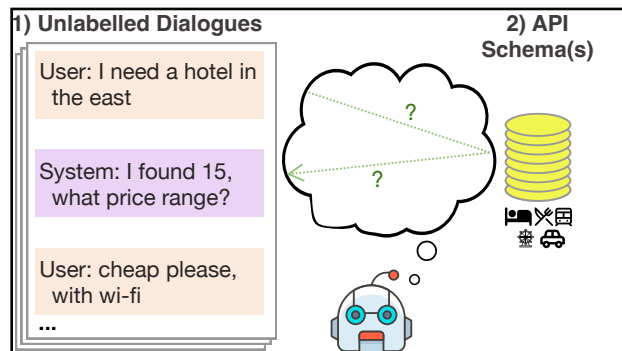 1) Unlabelled Dialogues
User: I need a hotel in
the east
System: I found 15,
what price range?
User: cheap please,
with wi-fi
...
?
?
2) API
Schema(s)